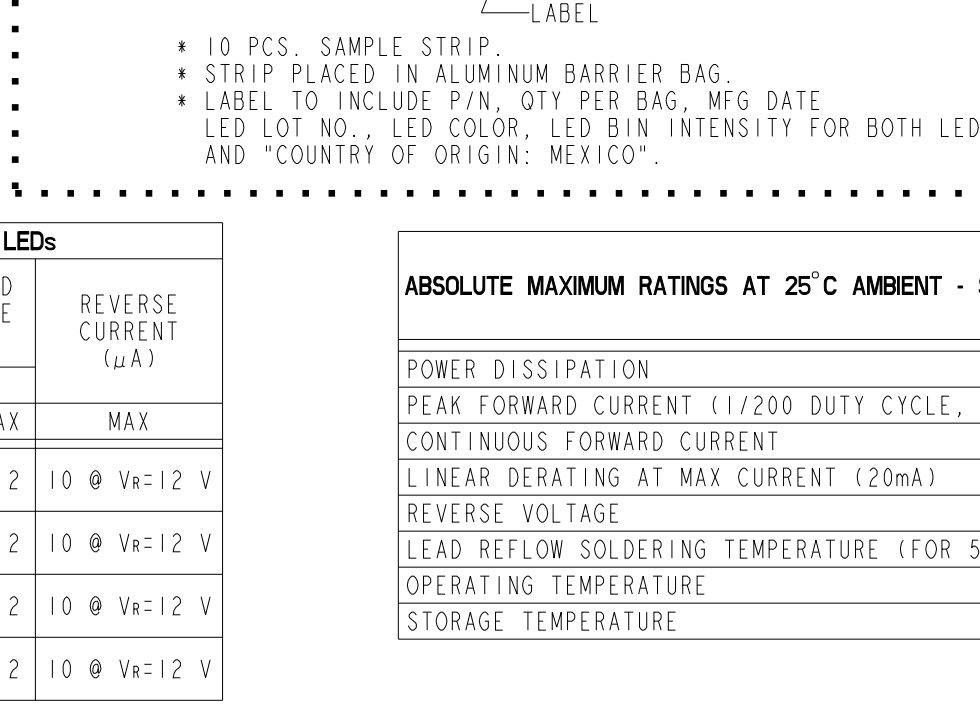 LABEL
* 10 PCS. SAMPLE STRIP.
* STRIP PLACED IN ALUMINUM BARRIER BAG.
* LABEL TO INCLUDE P/N, QTY PER BAG, MFG DATE
LED LOT NO., LED COLOR, LED BIN INTENSITY FOR BOTH LED
AND "COUNTRY OF ORIGIN: MEXICO".
LEDs
REVERSE
CURRENT
(μA)
MAX
2 10 @ VR=12 V
2 10 @ VR=12 V
2 10 @ VR=12 V
2 10 @ VR=12 V
ABSOLUTE MAXIMUM RATINGS AT 25°C AMBIENT -
POWER DISSIPATION
PEAK FORWARD CURRENT (1/200 DUTY CYCLE,
CONTINUOUS FORWARD CURRENT
LINEAR DERATING AT MAX CURRENT (20mA)
REVERSE VOLTAGE
LEAD REFLOW SOLDERING TEMPERATURE (FOR 5
OPERATING TEMPERATURE
STORAGE TEMPERATURE